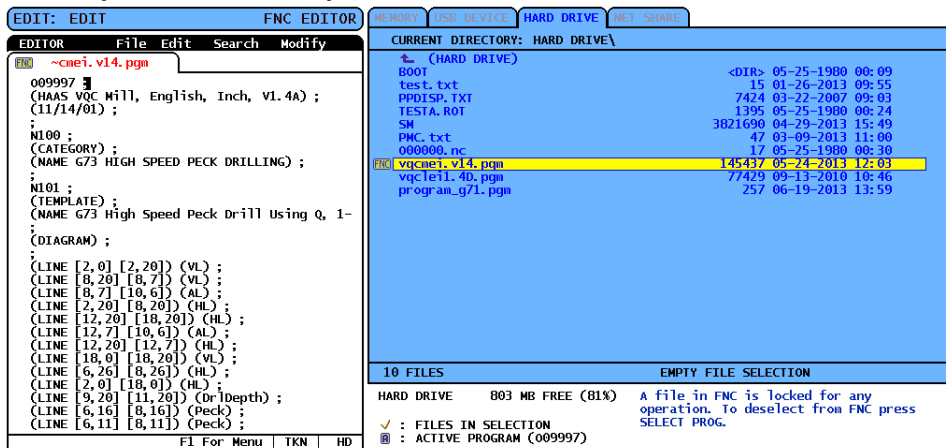 EDIT: EDIT FNC EDITOR
EDITOR File Edit Search Modify
FNC ~cmei.v14.pgm
O09997 ;
(HAAS VQC Mill, English, Inch, V1.4A) ;
(11/14/01) ;
;
N100 ;
(CATEGORY) ;
(NAME G73 HIGH SPEED PECK DRILLING) ;
;
N101 ;
(TEMPLATE) ;
(NAME G73 High Speed Peck Drill Using Q, 1-
;
(DIAGRAM) ;
;
(LINE [2,0] [2,20]) (VL) ;
(LINE [8,20] [8,7]) (VL) ;
(LINE [8,7] [10,6]) (AL) ;
(LINE [2,20] [8,20]) (HL) ;
(LINE [12,20] [18,20]) (HL) ;
(LINE [12,7] [10,6]) (AL) ;
(LINE [12,20] [12,7]) (HL) ;
(LINE [18,0] [18,20]) (VL) ;
(LINE [6,26] [8,26]) (HL) ;
(LINE [2,0] [18,0]) (HL) ;
(LINE [9,20] [11,20]) (DrlDepth) ;
(LINE [6,16] [8,16]) (Peck) ;
(LINE [6,11] [8,11]) (Peck) ;
F1 For Menu TKN HD
MEMORY USB DEVICE HARD DRIVE NET SHARE
CURRENT DIRECTORY: HARD DRIVE\
(HARD DRIVE)
BOOT <DIR> 05-25-1980 00:09
test.txt 15 01-26-2013 09:55
PPDISP.TXT 7424 03-22-2007 09:03
TESTA.ROT 1395 05-25-1980 00:24
SM 3821690 04-29-2013 15:49
PMC.txt 47 03-09-2013 11:00
O00000.nc 17 05-25-1980 00:30
FNC vqcmei.v14.pgm 145437 05-24-2013 12:03
vqclei1.4D.pgm 77429 09-13-2010 10:46
program_g71.pgm 257 06-19-2013 13:59
10 FILES EMPTY FILE SELECTION
HARD DRIVE 803 MB FREE (81%)
✓ : FILES IN SELECTION
A : ACTIVE PROGRAM (O09997)
A file in FNC is locked for any
operation. To deselect from FNC press
SELECT PROG.